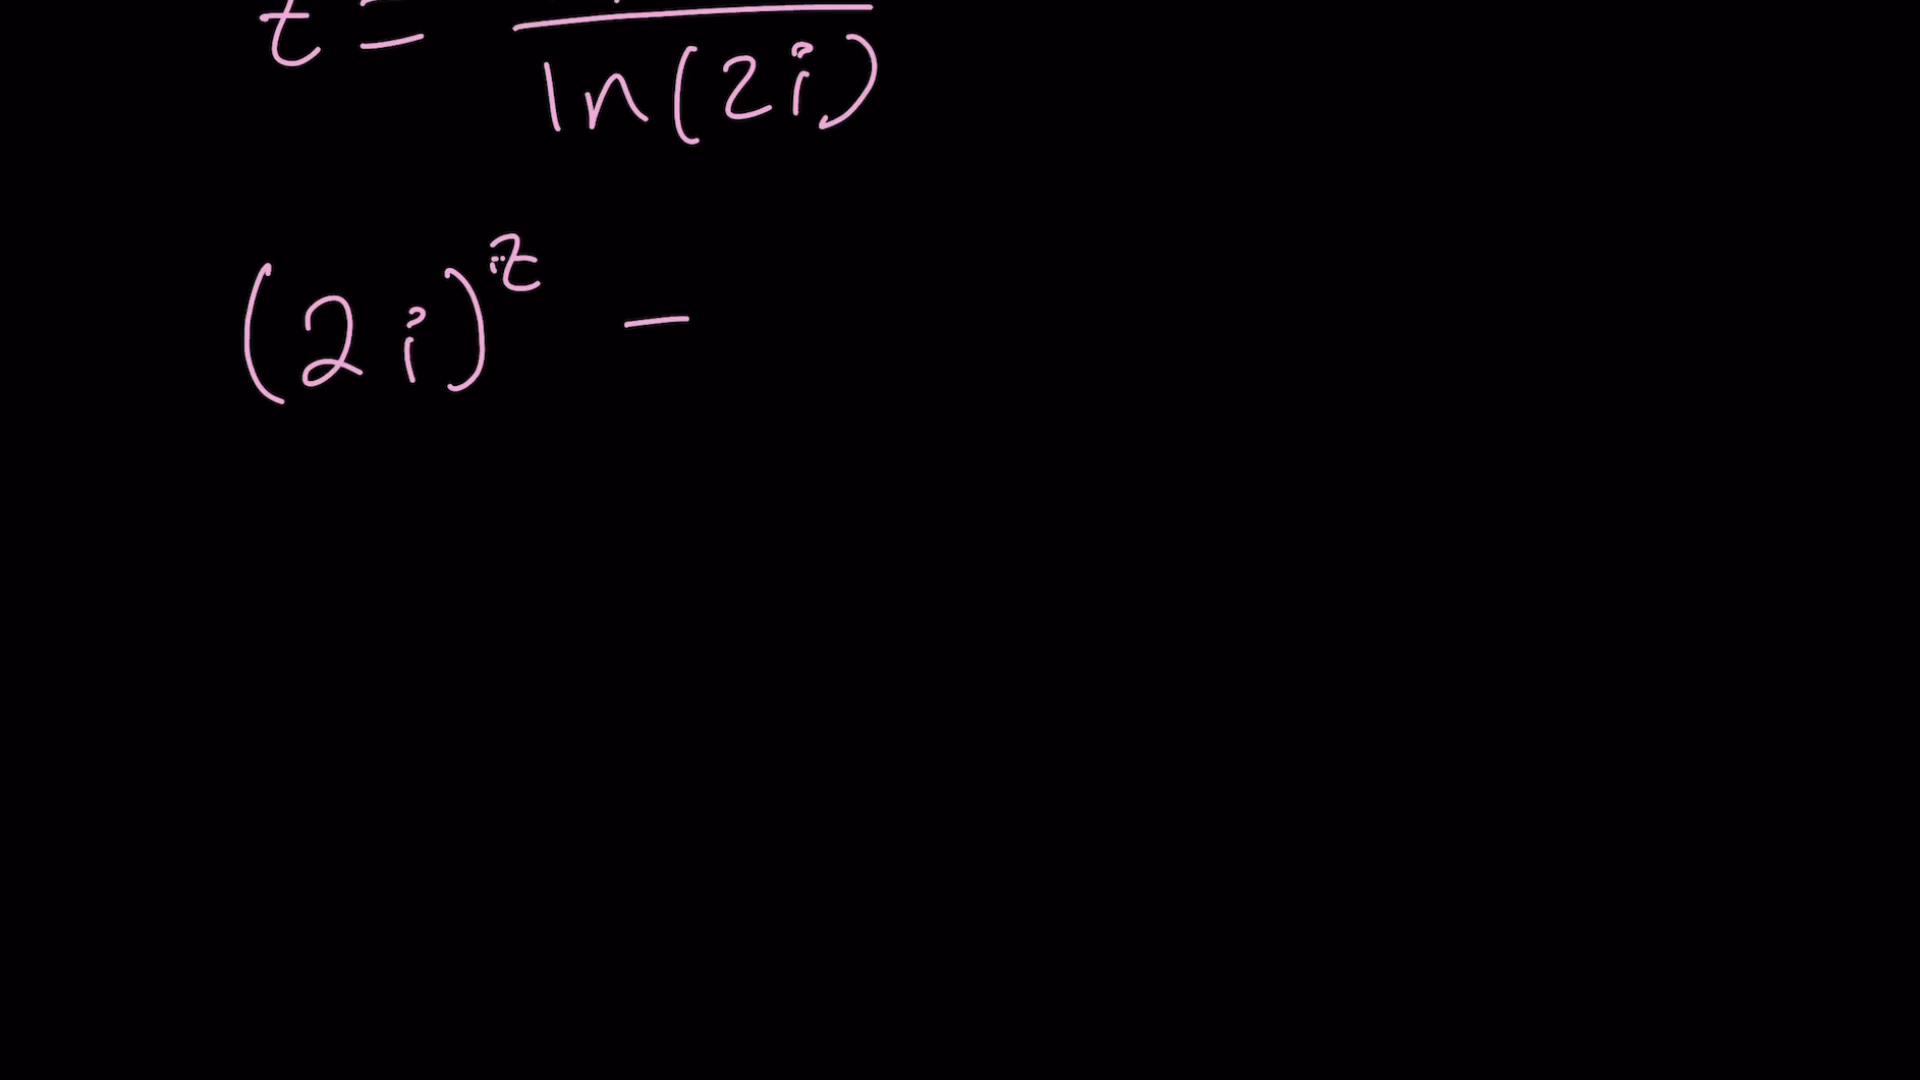 z =
ln(2i)
(2i)^z -